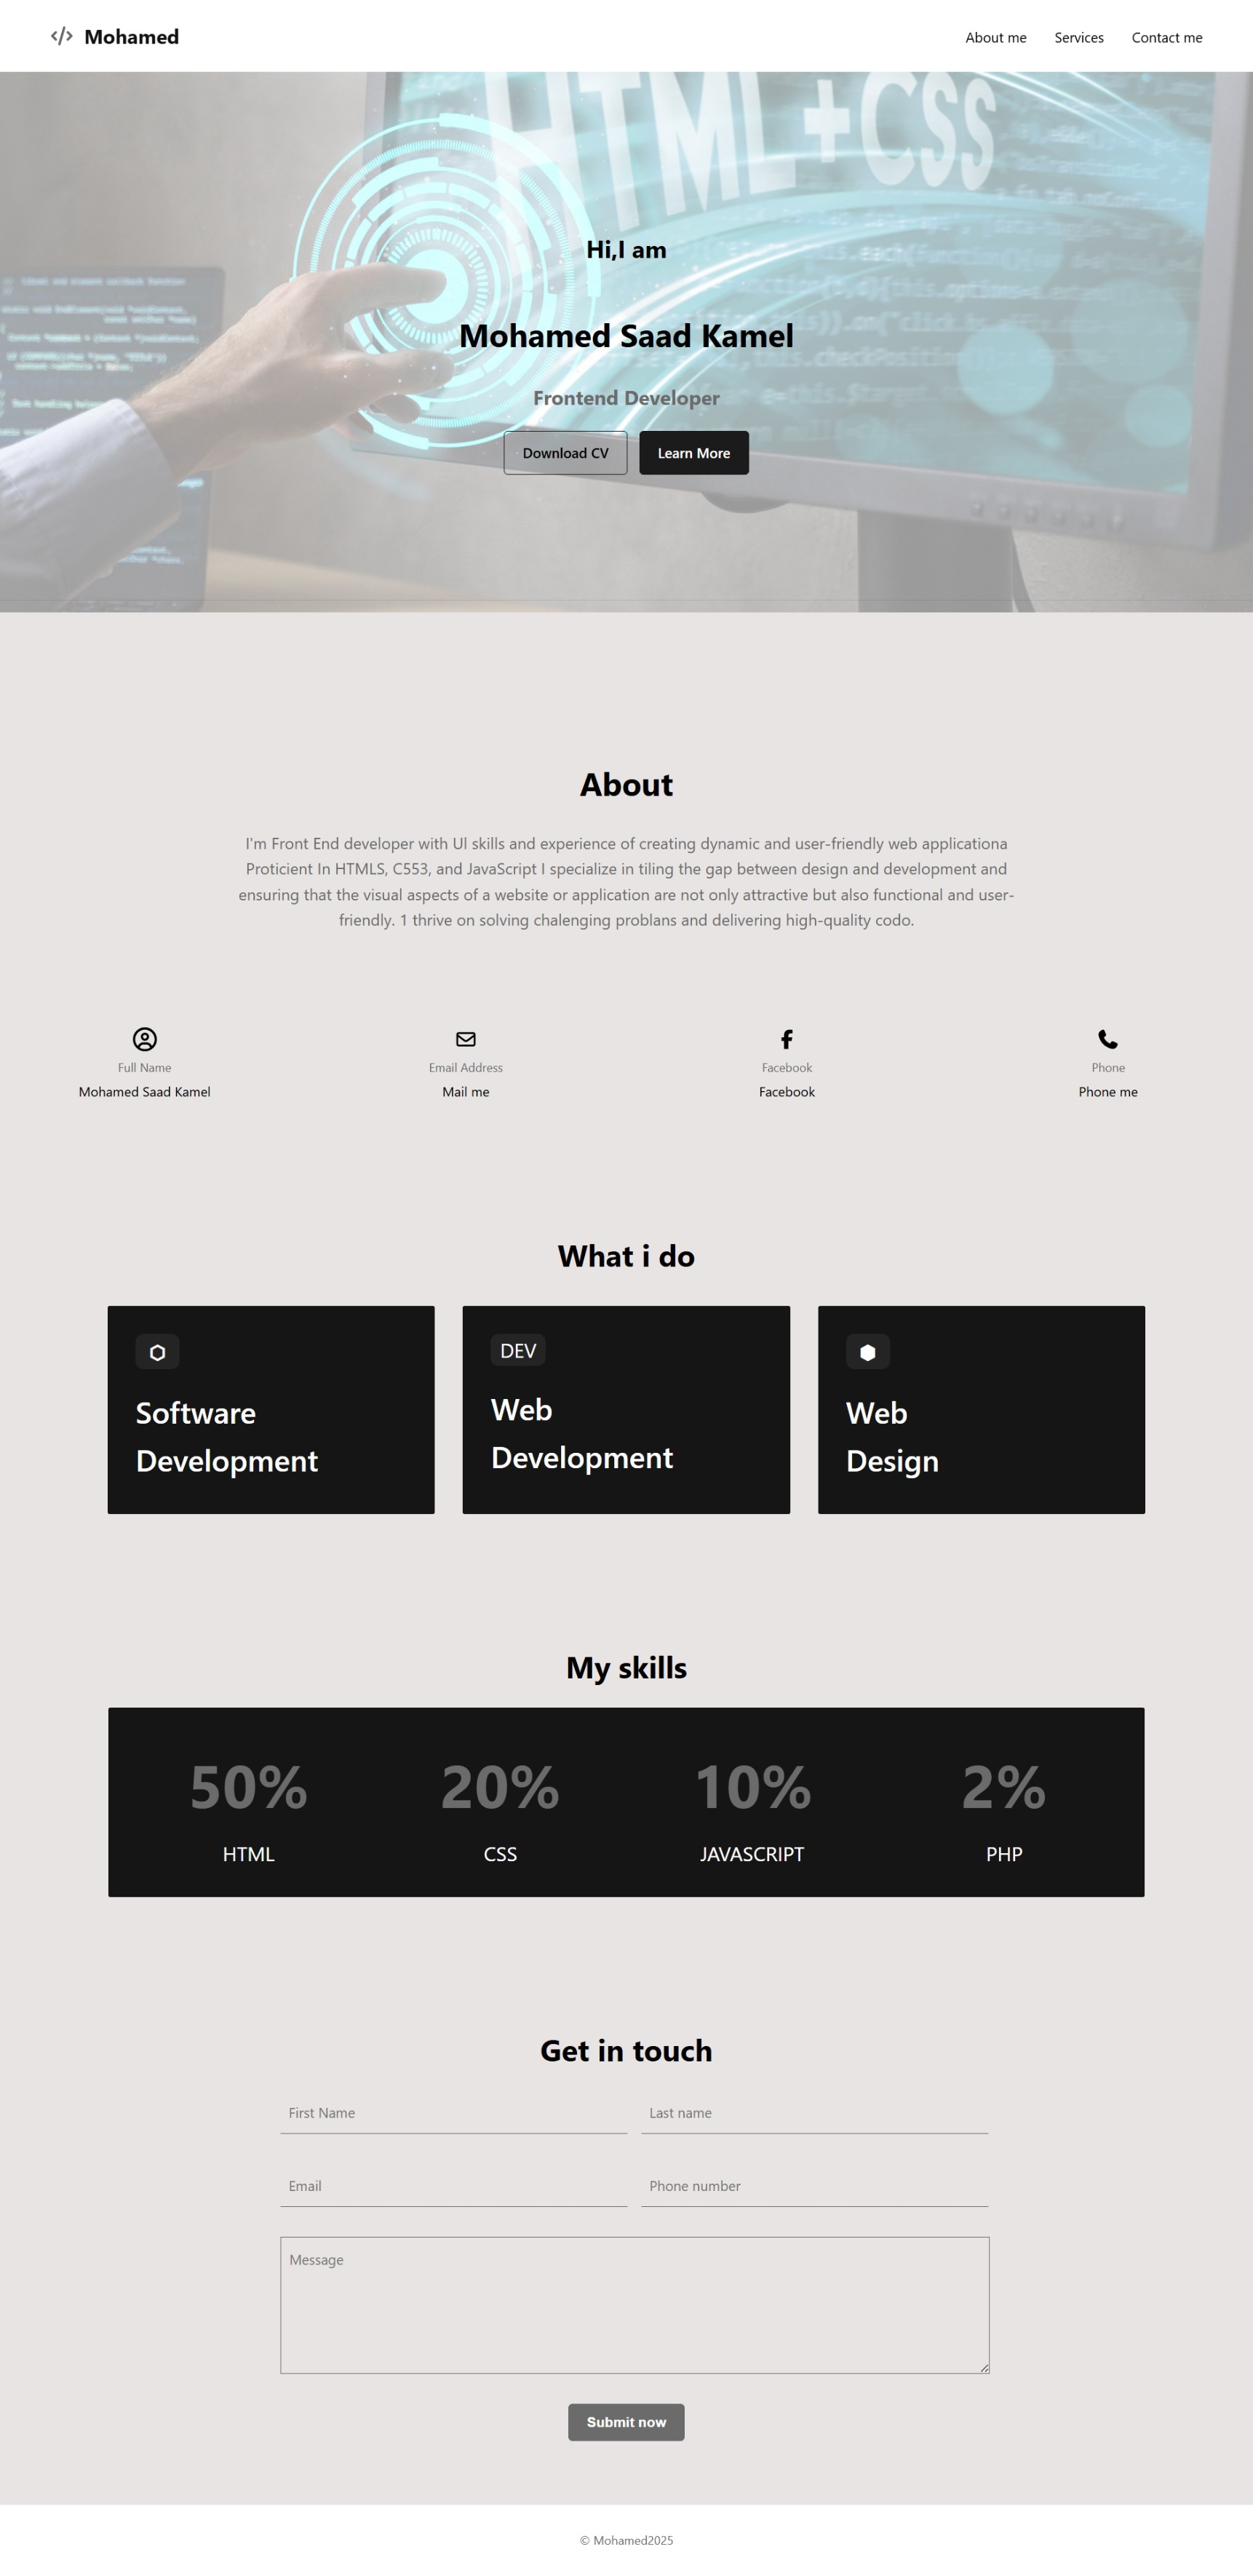 </> Mohamed
About me Services Contact me
HTML+CSS
Hi,I am
Mohamed Saad Kamel
Frontend Developer
Download CV Learn More
About
I'm Front End developer with Ul skills and experience of creating dynamic and user-friendly web applicationa
Proticient In HTMLS, C553, and JavaScript I specialize in tiling the gap between design and development and
ensuring that the visual aspects of a website or application are not only attractive but also functional and user-
friendly. 1 thrive on solving chalenging problans and delivering high-quality codo.
Full Name
Mohamed Saad Kamel
Email Address
Mail me
Facebook
Facebook
Phone
Phone me
What i do
Software
Development
DEV
Web
Development
Web
Design
My skills
50%
HTML
20%
CSS
10%
JAVASCRIPT
2%
PHP
Get in touch
First Name Last name
Email Phone number
Message
Submit now
© Mohamed2025